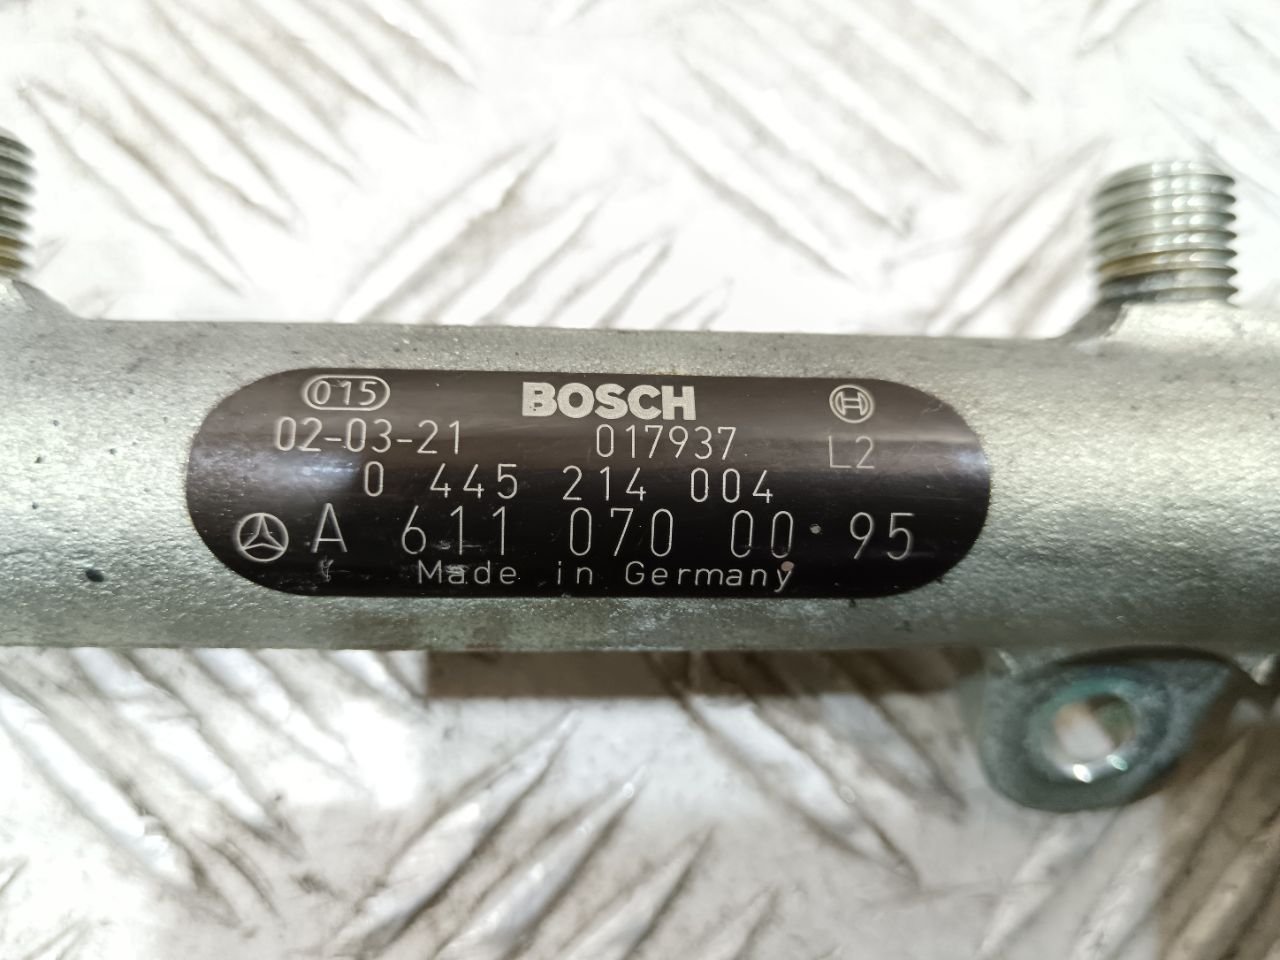 015 BOSCH
02-03-21 017937 L2
0 445 214 004
A 611 070 00 95
Made in Germany